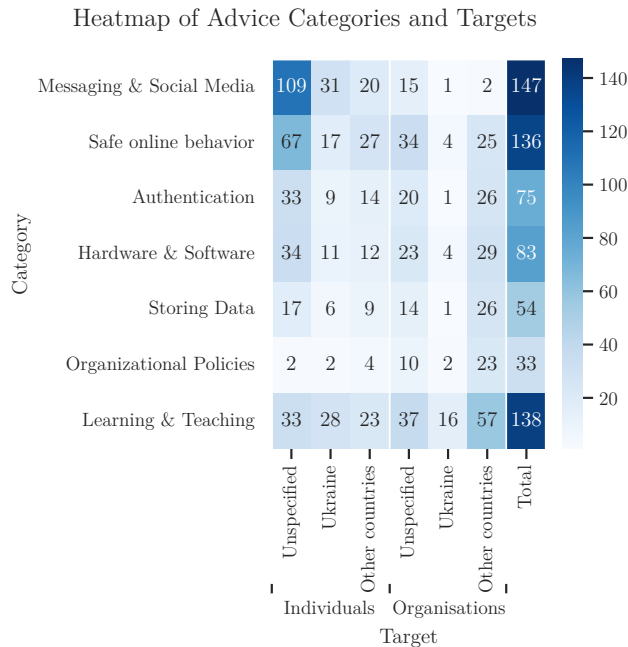 Heatmap of Advice Categories and Targets
Messaging & Social Media 109 31 20 15 1 2 147
Safe online behavior 67 17 27 34 4 25 136
Authentication 33 9 14 20 1 26 75
Hardware & Software 34 11 12 23 4 29 83
Storing Data 17 6 9 14 1 26 54
Organizational Policies 2 2 4 10 2 23 33
Learning & Teaching 33 28 23 37 16 57 138
Category
140
120
100
80
60
40
20
Unspecified
Ukraine
Other countries
Unspecified
Ukraine
Other countries
Total
Individuals Organisations
Target